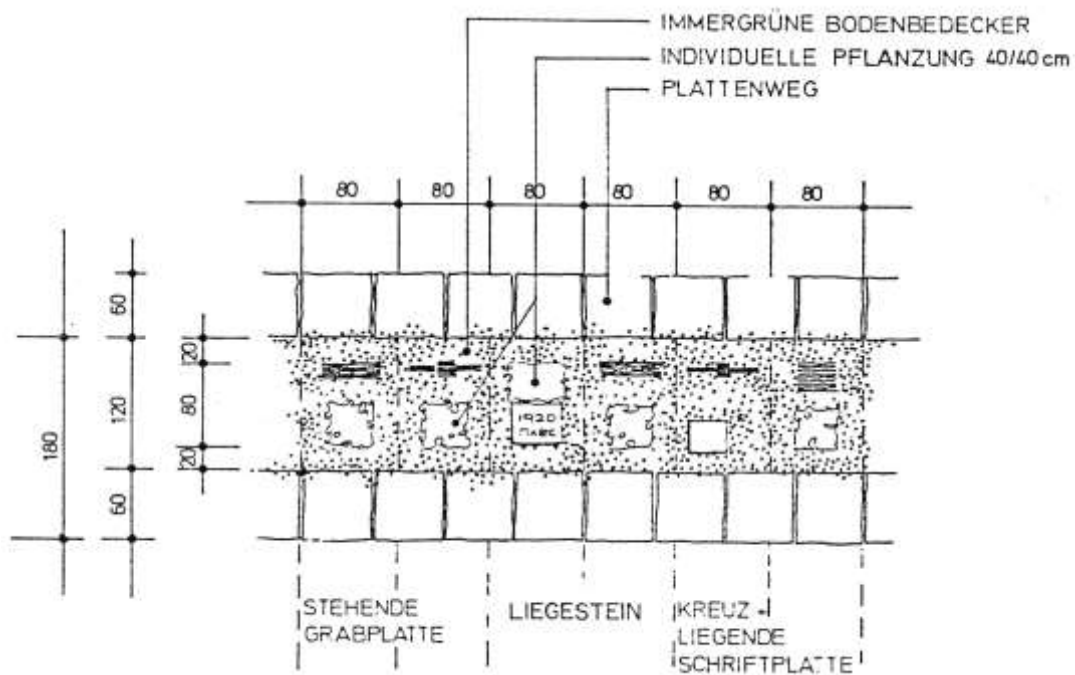 IMMERGRÜNE BODENBEDECKER
INDIVIDUELLE PFLANZUNG 40/40 cm
PLATTENWEG
80 80 80 80 80 80
60
20
180 120 80
20
60
1920
STEHENDE
GRABPLATTE
LIEGESTEIN
KREUZ +
LIEGENDE
SCHRIFTPLATTE